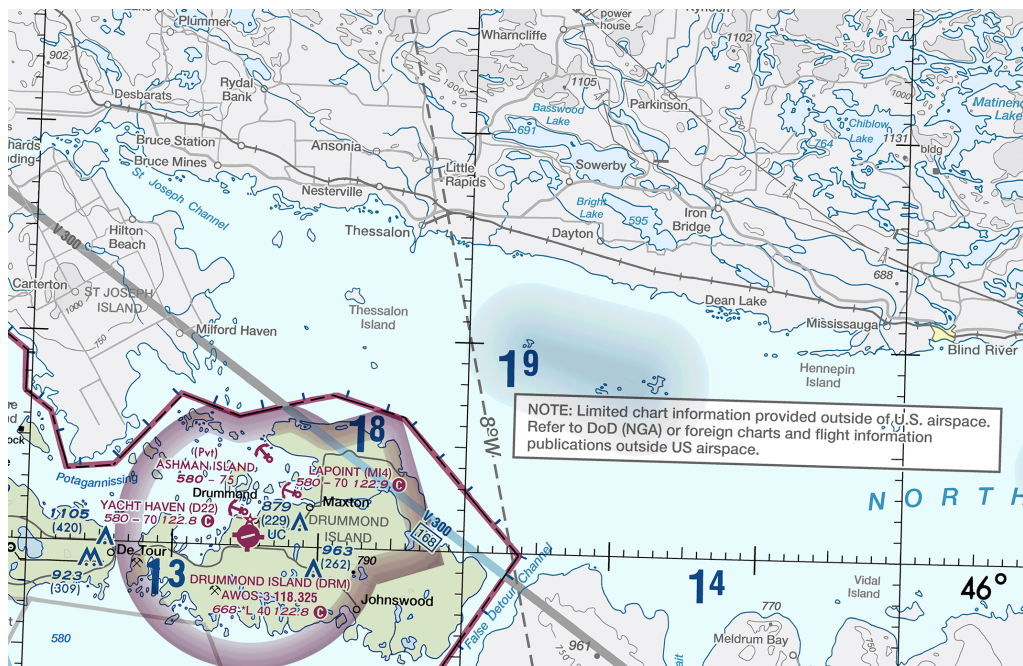 Plummer
Wharncliffe
power
house
902
1102
1105
1000
Rydal
Bank
Desbarats
Parkinson
Matinend
Lake
Basswood
Lake
691
Chiblow
Lake
764
1131
bldg
Bruce Station
Ansonia
Bruce Mines
Little
Rapids
Sowerby
Nesterville
St Joseph Channel
Bright
Lake
595
Iron
Bridge
Thessalon
Dayton
V 300
Hilton
Beach
688
Carterton
ST JOSEPH
ISLAND
1000
750
Milford Haven
Thessalon
Island
Dean Lake
Mississauga
Blind River
Hennepin
Island
19
NOTE: Limited chart information provided outside of U.S. airspace.
Refer to DoD (NGA) or foreign charts and flight information
publications outside US airspace.
18
8°W
(Pvt)
ASHMAN ISLAND
580 – 75
LAPOINT (MI4)
580 – 70 122.9 C
Potagannissing
Drummond
Maxton
NORTH
YACHT HAVEN (D22)
580 – 70 122.8 C
879
(229)
UC
DRUMMOND
ISLAND
1105
(420)
V 300
168
De Tour
963
(262)
790
923
(309)
13
DRUMMOND ISLAND (DRM)
AWOS-3 118.325
668 *L 40 122.8 C
Johnswood
False Detour Channel
14
Vidal
Island
46°
580
770
Meldrum Bay
961
750
750